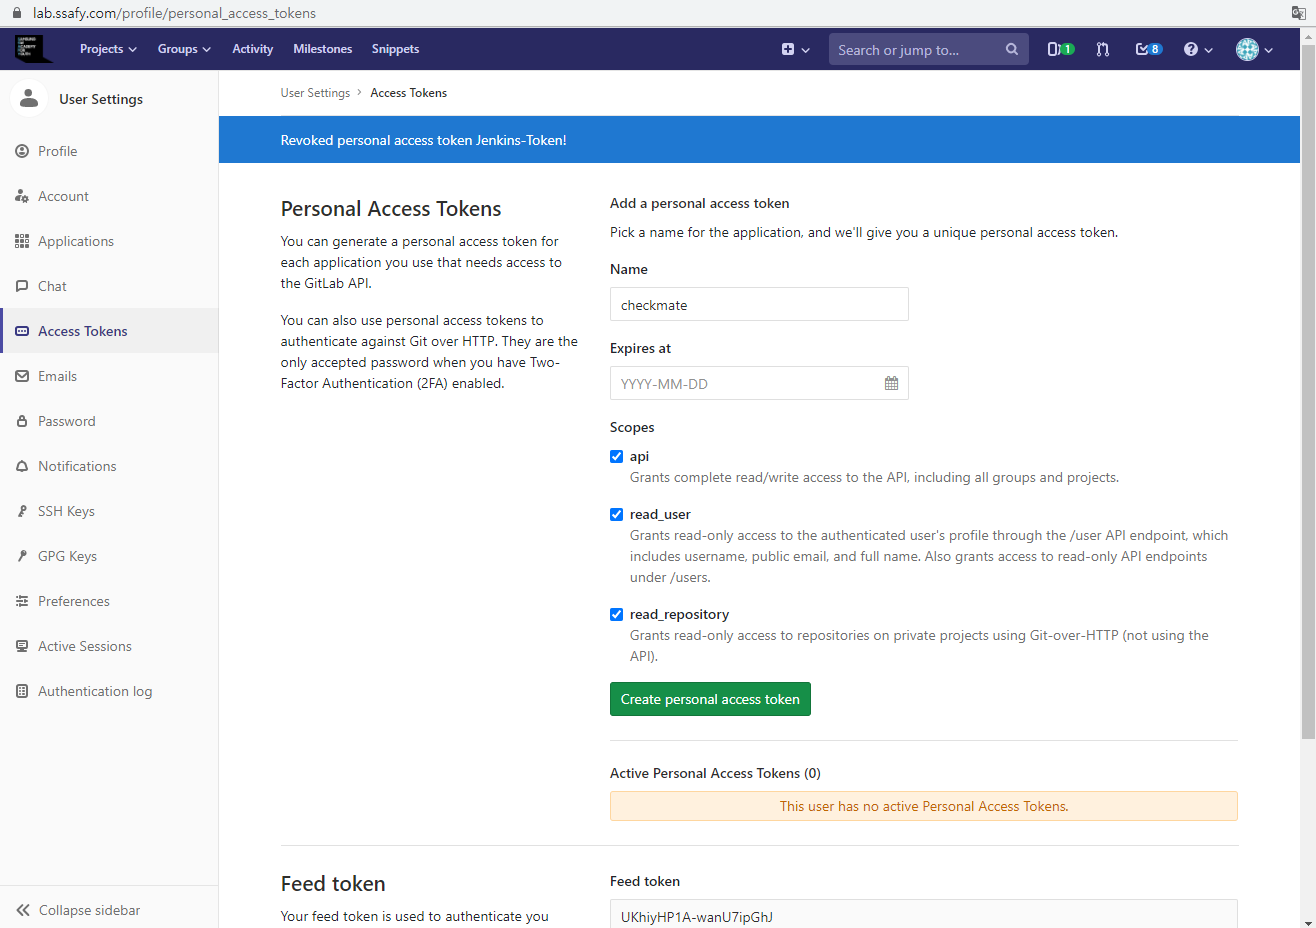 lab.ssafy.com/profile/personal_access_tokens
SAMSUNG
SW ACADEMY
FOR
YOUTH
Projects Groups Activity Milestones Snippets
Search or jump to...
1
8
User Settings
Profile
Account
Applications
Chat
Access Tokens
Emails
Password
Notifications
SSH Keys
GPG Keys
Preferences
Active Sessions
Authentication log
Collapse sidebar
User Settings > Access Tokens
Revoked personal access token Jenkins-Token!
Personal Access Tokens
You can generate a personal access token for
each application you use that needs access to
the GitLab API.
You can also use personal access tokens to
authenticate against Git over HTTP. They are the
only accepted password when you have Two-
Factor Authentication (2FA) enabled.
Add a personal access token
Pick a name for the application, and we'll give you a unique personal access token.
Name
checkmate
Expires at
YYYY-MM-DD
Scopes
api
Grants complete read/write access to the API, including all groups and projects.
read_user
Grants read-only access to the authenticated user's profile through the /user API endpoint, which
includes username, public email, and full name. Also grants access to read-only API endpoints
under /users.
read_repository
Grants read-only access to repositories on private projects using Git-over-HTTP (not using the
API).
Create personal access token
Active Personal Access Tokens (0)
This user has no active Personal Access Tokens.
Feed token
Your feed token is used to authenticate you
Feed token
UKhiyHP1A-wanU7ipGhJ